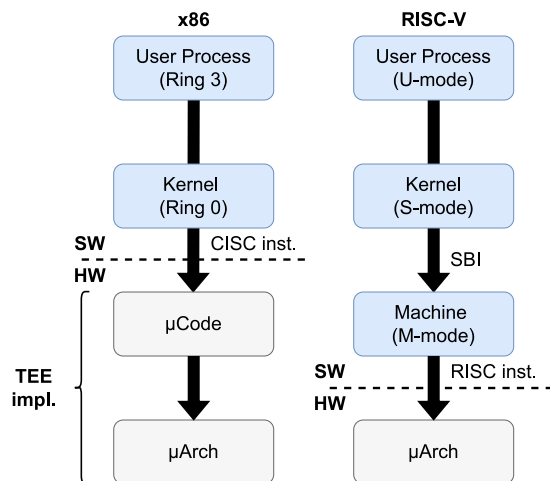 x86
User Process
(Ring 3)
Kernel
(Ring 0)
SW
CISC inst.
HW
µCode
TEE
impl.
µArch
RISC-V
User Process
(U-mode)
Kernel
(S-mode)
SBI
Machine
(M-mode)
SW
RISC inst.
HW
µArch